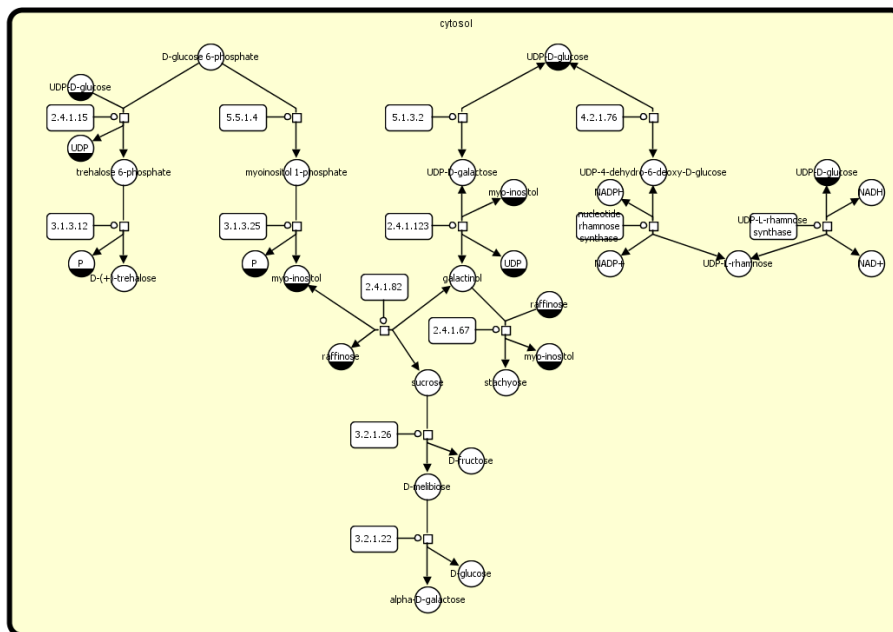 cytosol
D-glucose 6-phosphate
UDP-D-glucose
UDP-D-glucose
2.4.1.15
5.5.1.4
5.1.3.2
4.2.1.76
UDP
trehalose 6-phosphate
myoinositol 1-phosphate
UDP-D-galactose
UDP-4-dehydro-6-deoxy-D-glucose
UDP-D-glucose
myo-inositol
NADPH
NADH
3.1.3.12
3.1.3.25
2.4.1.123
nucleotide
rhamnose
synthase
UDP-L-rhamnose
synthase
P
P
UDP
NADP+
UDP-L-rhamnose
NAD+
D-(+)-trehalose
myo-inositol
galactinol
2.4.1.82
raffinose
2.4.1.67
raffinose
myo-inositol
sucrose
stachyose
3.2.1.26
D-fructose
D-melibiose
3.2.1.22
D-glucose
alpha-D-galactose